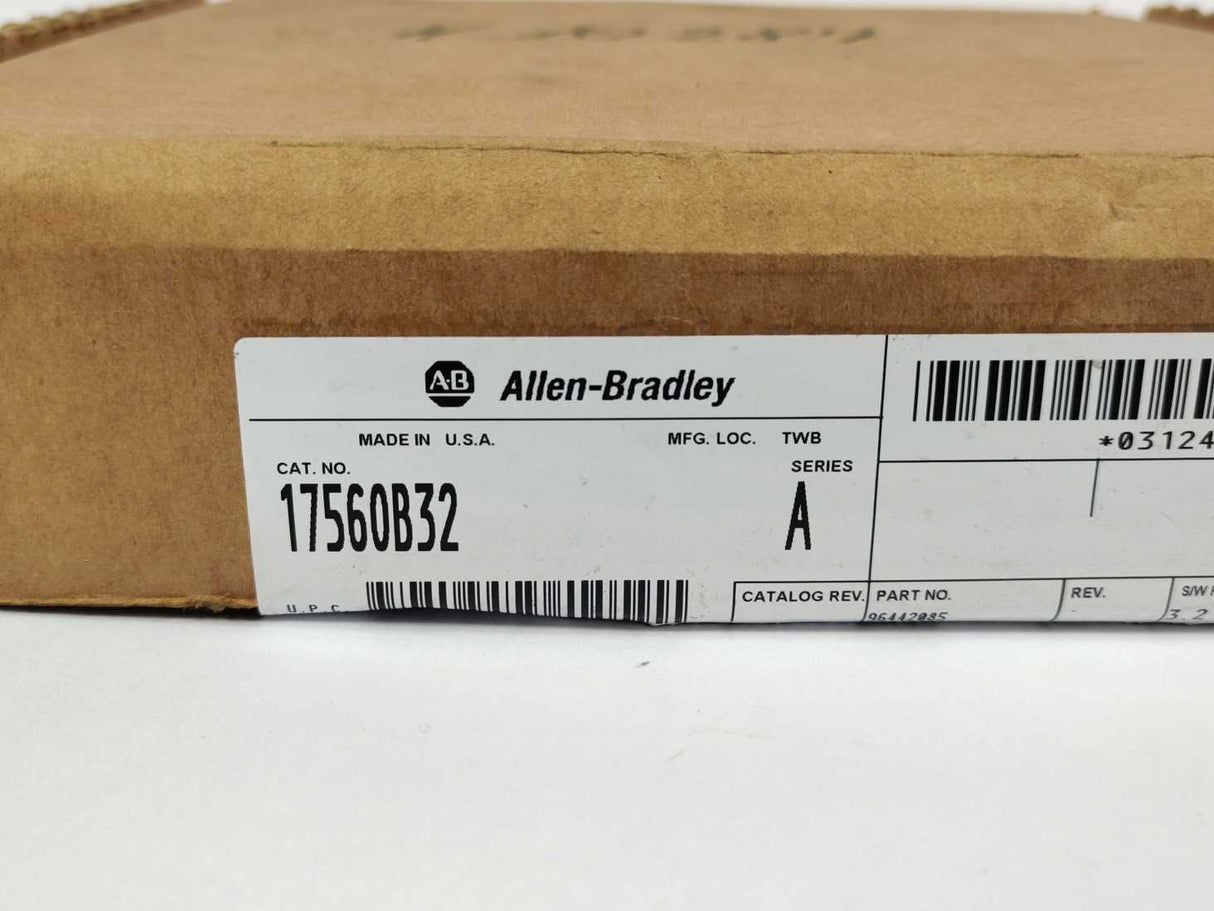 A-B Allen-Bradley
MADE IN U.S.A. MFG. LOC. TWB
CAT. NO. SERIES
17560B32 A
*03124
U.P.C.
CATALOG REV. PART NO. REV. S/W
96442085 3.2